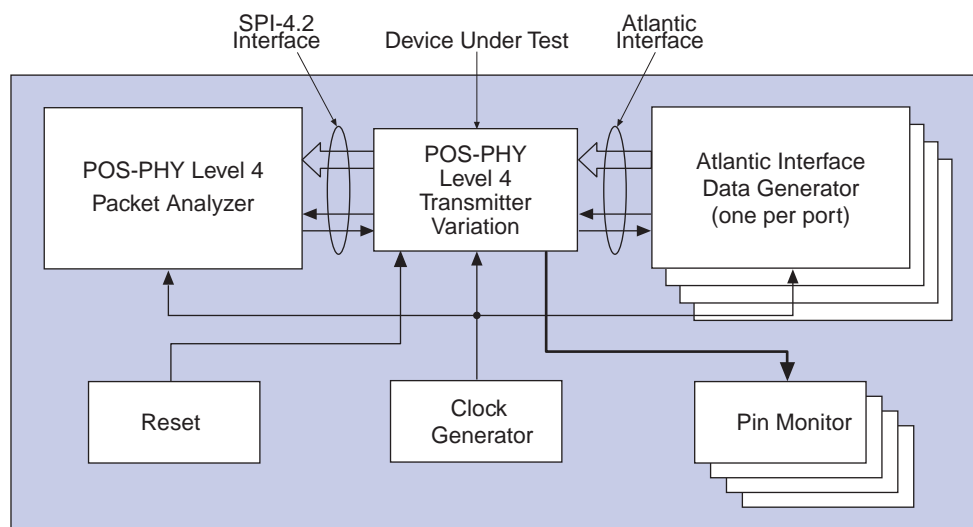 SPI-4.2
Interface
Device Under Test
Atlantic
Interface
POS-PHY Level 4
Packet Analyzer
POS-PHY
Level 4
Transmitter
Variation
Atlantic Interface
Data Generator
(one per port)
Reset
Clock
Generator
Pin Monitor